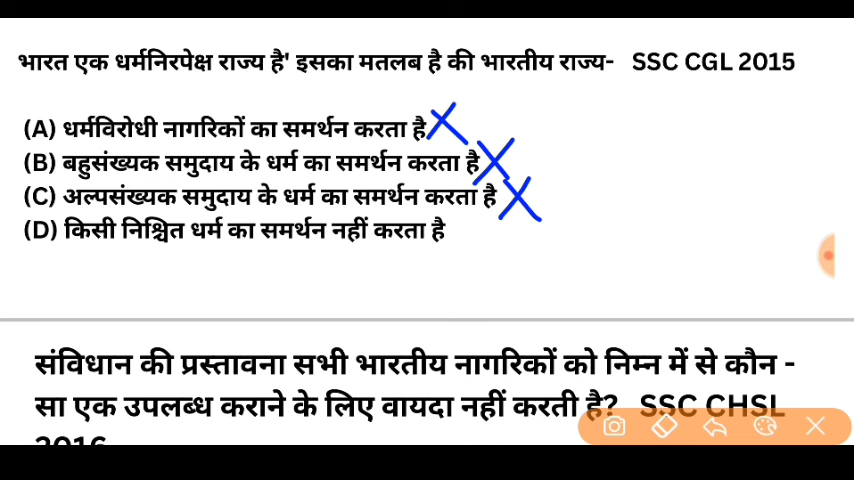 भारत एक धर्मनिरपेक्ष राज्य है' इसका मतलब है की भारतीय राज्य- SSC CGL 2015
(A) धर्मविरोधी नागरिकों का समर्थन करता है
(B) बहुसंख्यक समुदाय के धर्म का समर्थन करता है
(C) अल्पसंख्यक समुदाय के धर्म का समर्थन करता है
(D) किसी निश्चित धर्म का समर्थन नहीं करता है
संविधान की प्रस्तावना सभी भारतीय नागरिकों को निम्न में से कौन -
सा एक उपलब्ध कराने के लिए वायदा नहीं करती है? SSC CHSL
2016